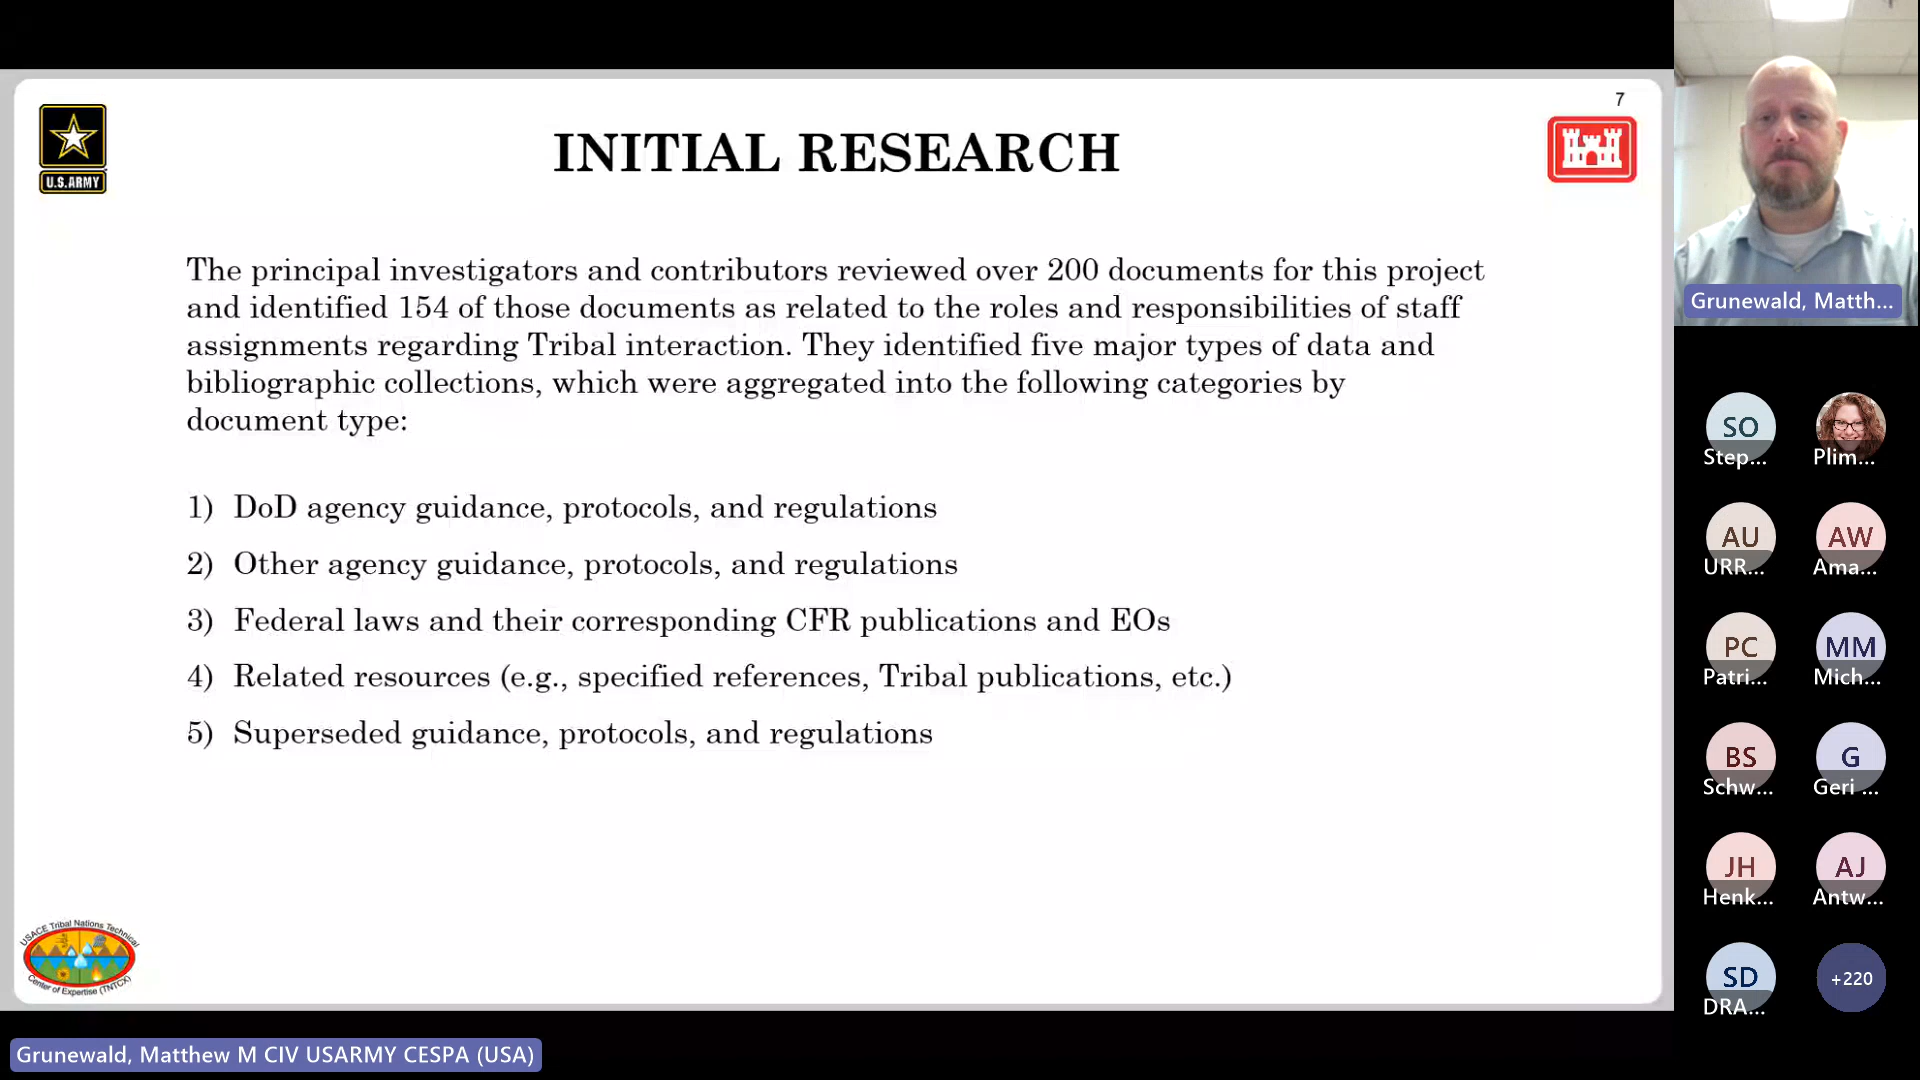 7
U.S.ARMY
INITIAL RESEARCH
The principal investigators and contributors reviewed over 200 documents for this project
and identified 154 of those documents as related to the roles and responsibilities of staff
assignments regarding Tribal interaction. They identified five major types of data and
bibliographic collections, which were aggregated into the following categories by
document type:
1) DoD agency guidance, protocols, and regulations
2) Other agency guidance, protocols, and regulations
3) Federal laws and their corresponding CFR publications and EOs
4) Related resources (e.g., specified references, Tribal publications, etc.)
5) Superseded guidance, protocols, and regulations
USACE Tribal Nations Technical
Center of Expertise (TNTCX)
Grunewald, Matthew M CIV USARMY CESPA (USA)
Grunewald, Matth...
SO
Step...
Plim...
AU
URR...
AW
Ama...
PC
Patri...
MM
Mich...
BS
Schw...
G
Geri ...
JH
Henk...
AJ
Antw...
SD
DRA...
+220